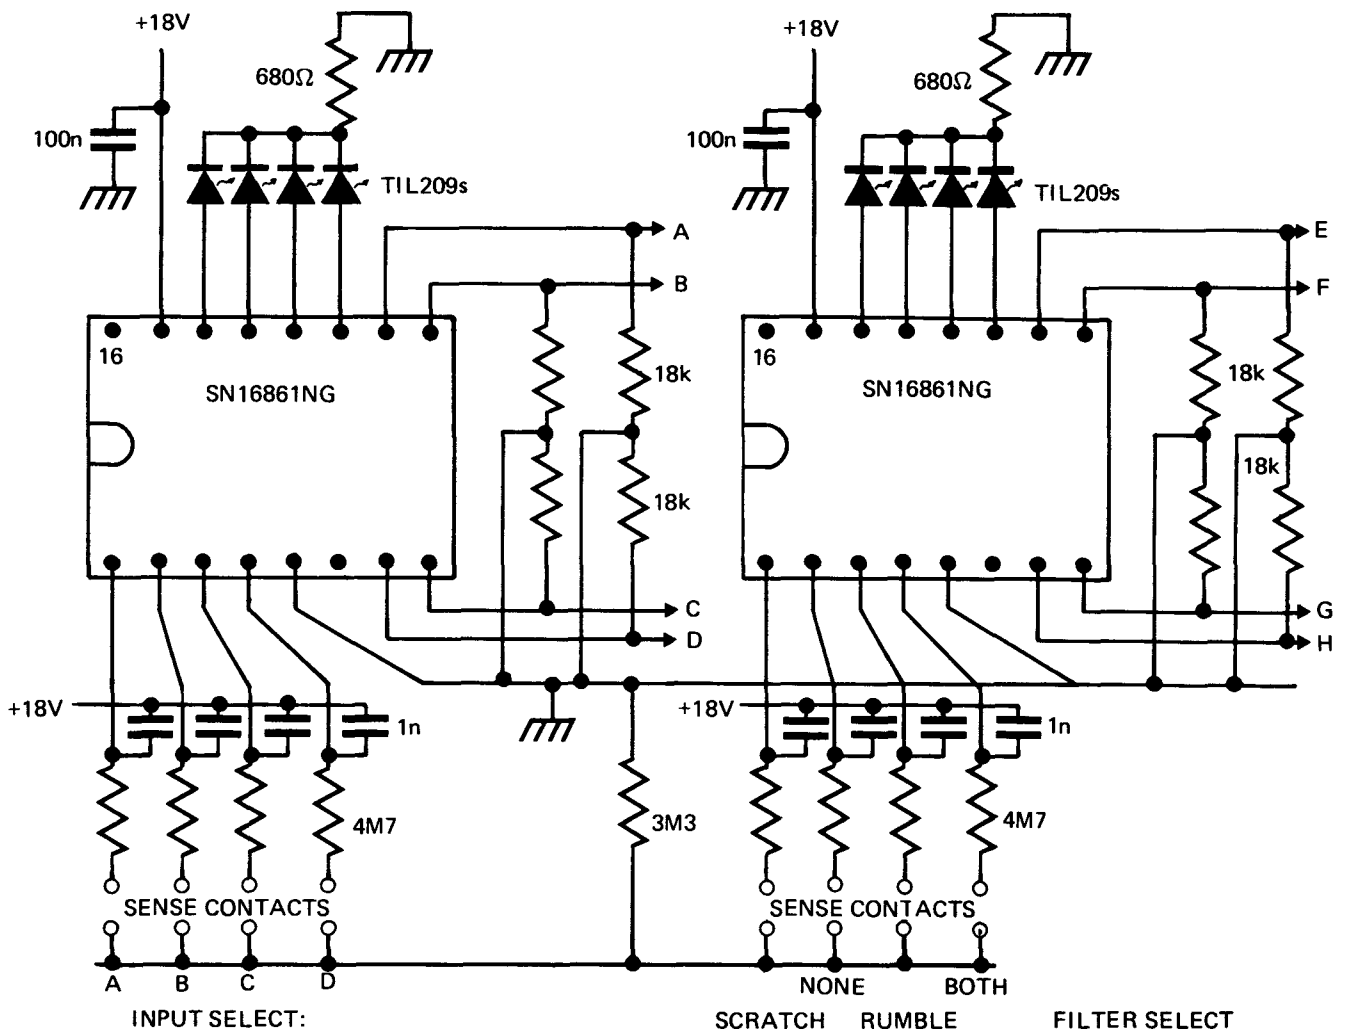 +18V
+18V
680Ω
680Ω
100n
100n
TIL209s
TIL209s
A
E
B
F
16
16
SN16861NG
SN16861NG
18k
18k
18k
18k
C
G
D
H
+18V
1n
+18V
1n
4M7
3M3
4M7
SENSE CONTACTS
SENSE CONTACTS
A B C D
NONE BOTH
INPUT SELECT:
SCRATCH RUMBLE FILTER SELECT